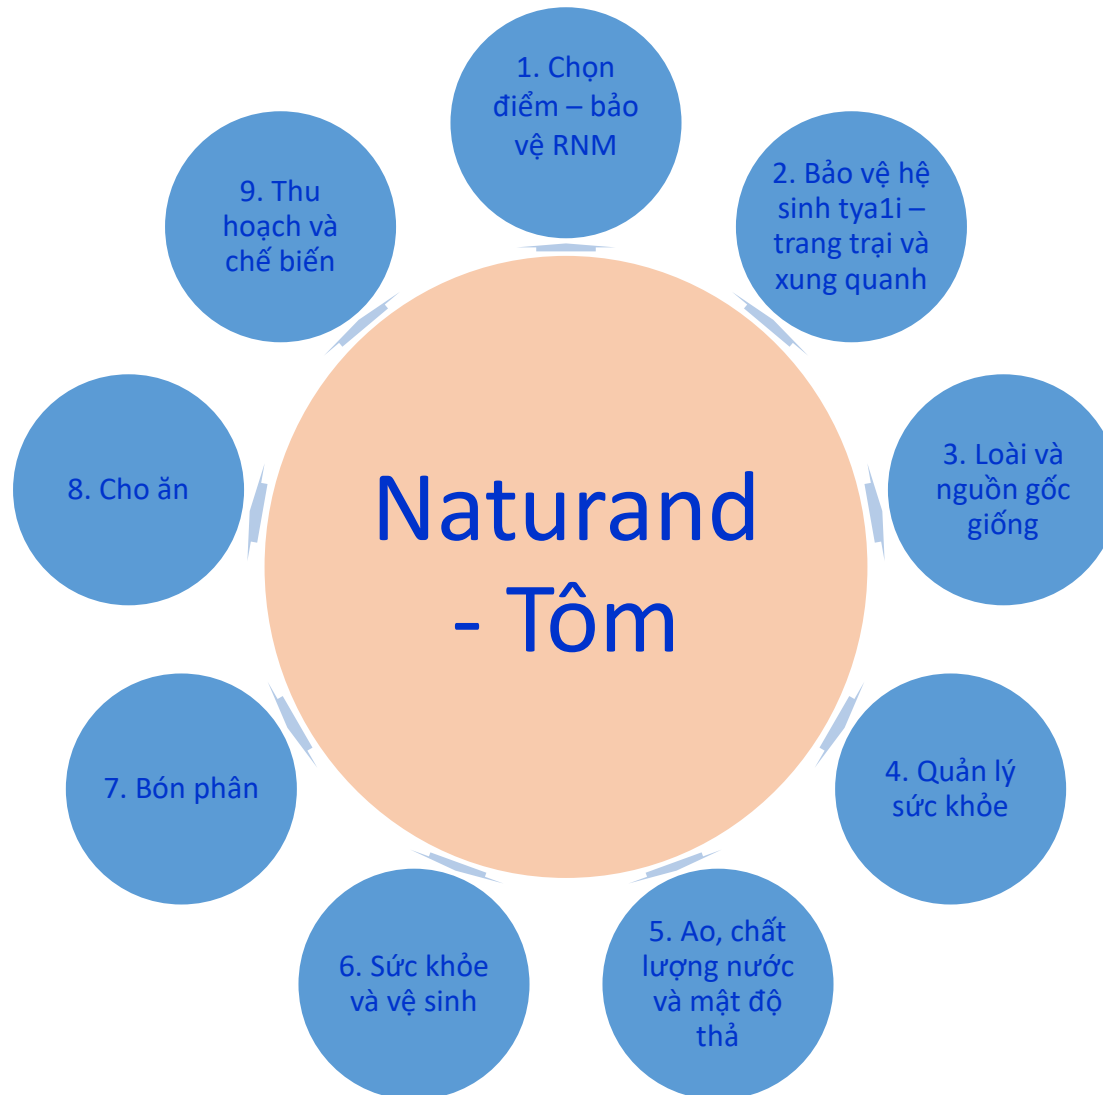 1. Chọn
điểm – bảo
vệ RNM
2. Bảo vệ hệ
sinh tya1i –
trang trại và
xung quanh
3. Loài và
nguồn gốc
giống
4. Quản lý
sức khỏe
5. Ao, chất
lượng nước
và mật độ
thả
6. Sức khỏe
và vệ sinh
7. Bón phân
8. Cho ăn
9. Thu
hoạch và
chế biến
Naturand
- Tôm